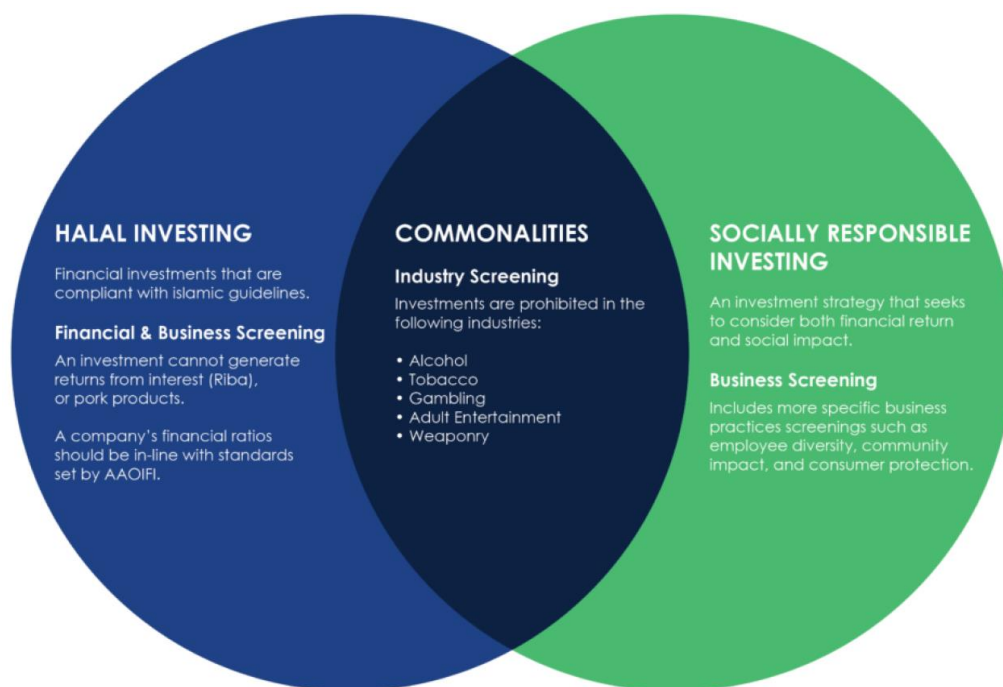 HALAL INVESTING
Financial investments that are
compliant with islamic guidelines.
Financial & Business Screening
An investment cannot generate
returns from interest (Riba),
or pork products.
A company's financial ratios
should be in-line with standards
set by AAOIFI.
COMMONALITIES
Industry Screening
Investments are prohibited in the
following industries:
• Alcohol
• Tobacco
• Gambling
• Adult Entertainment
• Weaponry
SOCIALLY RESPONSIBLE
INVESTING
An investment strategy that seeks
to consider both financial return
and social impact.
Business Screening
Includes more specific business
practices screenings such as
employee diversity, community
impact, and consumer protection.